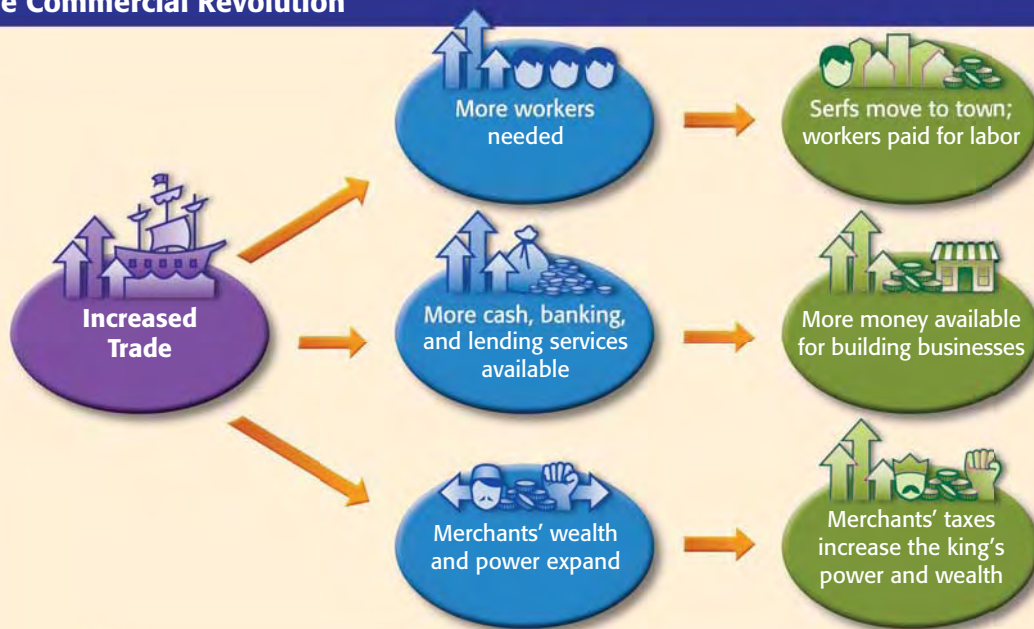 Commercial Revolution
More workers
needed
Serfs move to town;
workers paid for labor
Increased
Trade
More cash, banking,
and lending services
available
More money available
for building businesses
Merchants' wealth
and power expand
Merchants' taxes
increase the king's
power and wealth